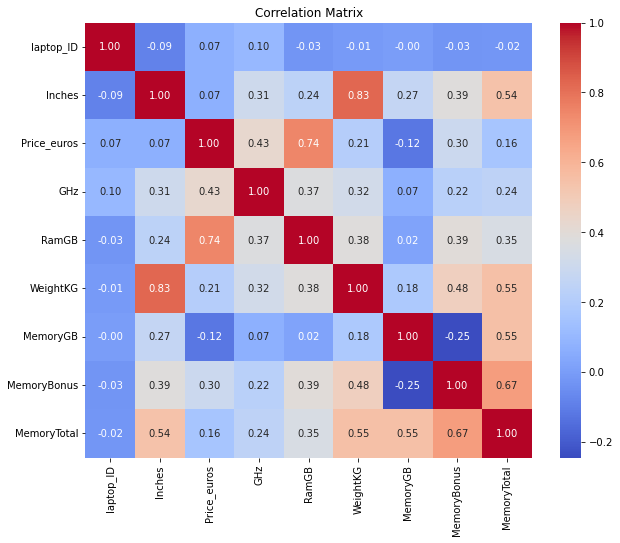 Correlation Matrix
laptop_ID 1.00 -0.09 0.07 0.10 -0.03 -0.01 -0.00 -0.03 -0.02
Inches -0.09 1.00 0.07 0.31 0.24 0.83 0.27 0.39 0.54
Price_euros 0.07 0.07 1.00 0.43 0.74 0.21 -0.12 0.30 0.16
GHz 0.10 0.31 0.43 1.00 0.37 0.32 0.07 0.22 0.24
RamGB -0.03 0.24 0.74 0.37 1.00 0.38 0.02 0.39 0.35
WeightKG -0.01 0.83 0.21 0.32 0.38 1.00 0.18 0.48 0.55
MemoryGB -0.00 0.27 -0.12 0.07 0.02 0.18 1.00 -0.25 0.55
MemoryBonus -0.03 0.39 0.30 0.22 0.39 0.48 -0.25 1.00 0.67
MemoryTotal -0.02 0.54 0.16 0.24 0.35 0.55 0.55 0.67 1.00
laptop_ID
Inches
Price_euros
GHz
RamGB
WeightKG
MemoryGB
MemoryBonus
MemoryTotal
1.0
0.8
0.6
0.4
0.2
0.0
−0.2